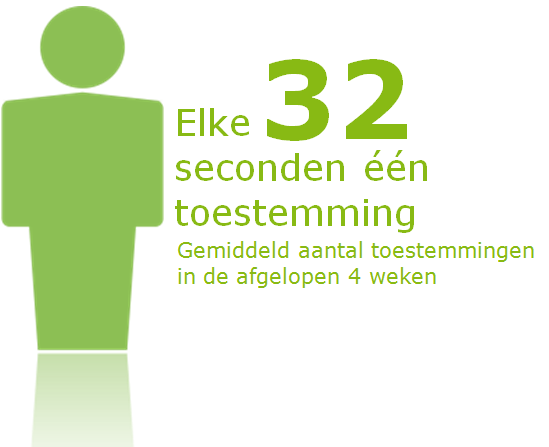 Elke 32
seconden één
toestemming
Gemiddeld aantal toestemmingen
in de afgelopen 4 weken